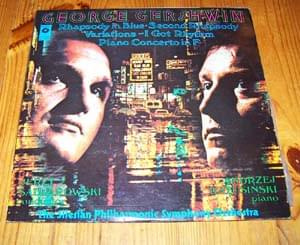 GEORGE GERSHWIN
Rhapsody in Blue·Second Rhapsody
Variations - I Got Rhythm
Piano Concerto in F
JERZY
ANDRZEJ
piano
The Silesian Philharmonic Symphony Orchestra